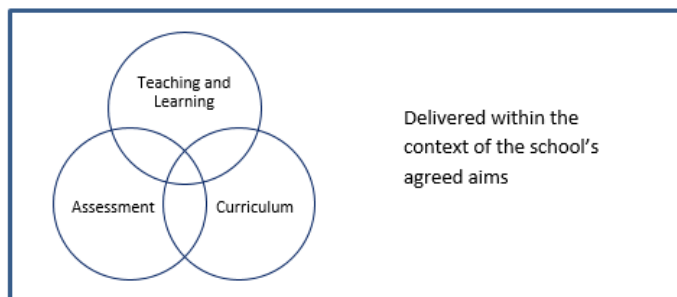 Teaching and
Learning
Assessment
Curriculum
Delivered within the
context of the school's
agreed aims